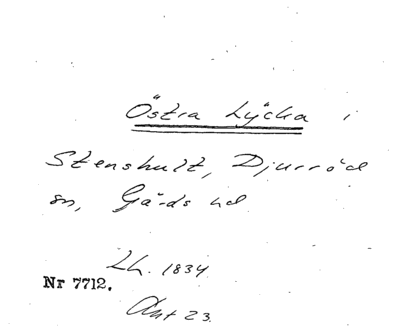 Östra Lycka i
Stenshult, Djurröd
sn, Gärds hd
Lh. 1834
Nr 7712.
Akt 23.